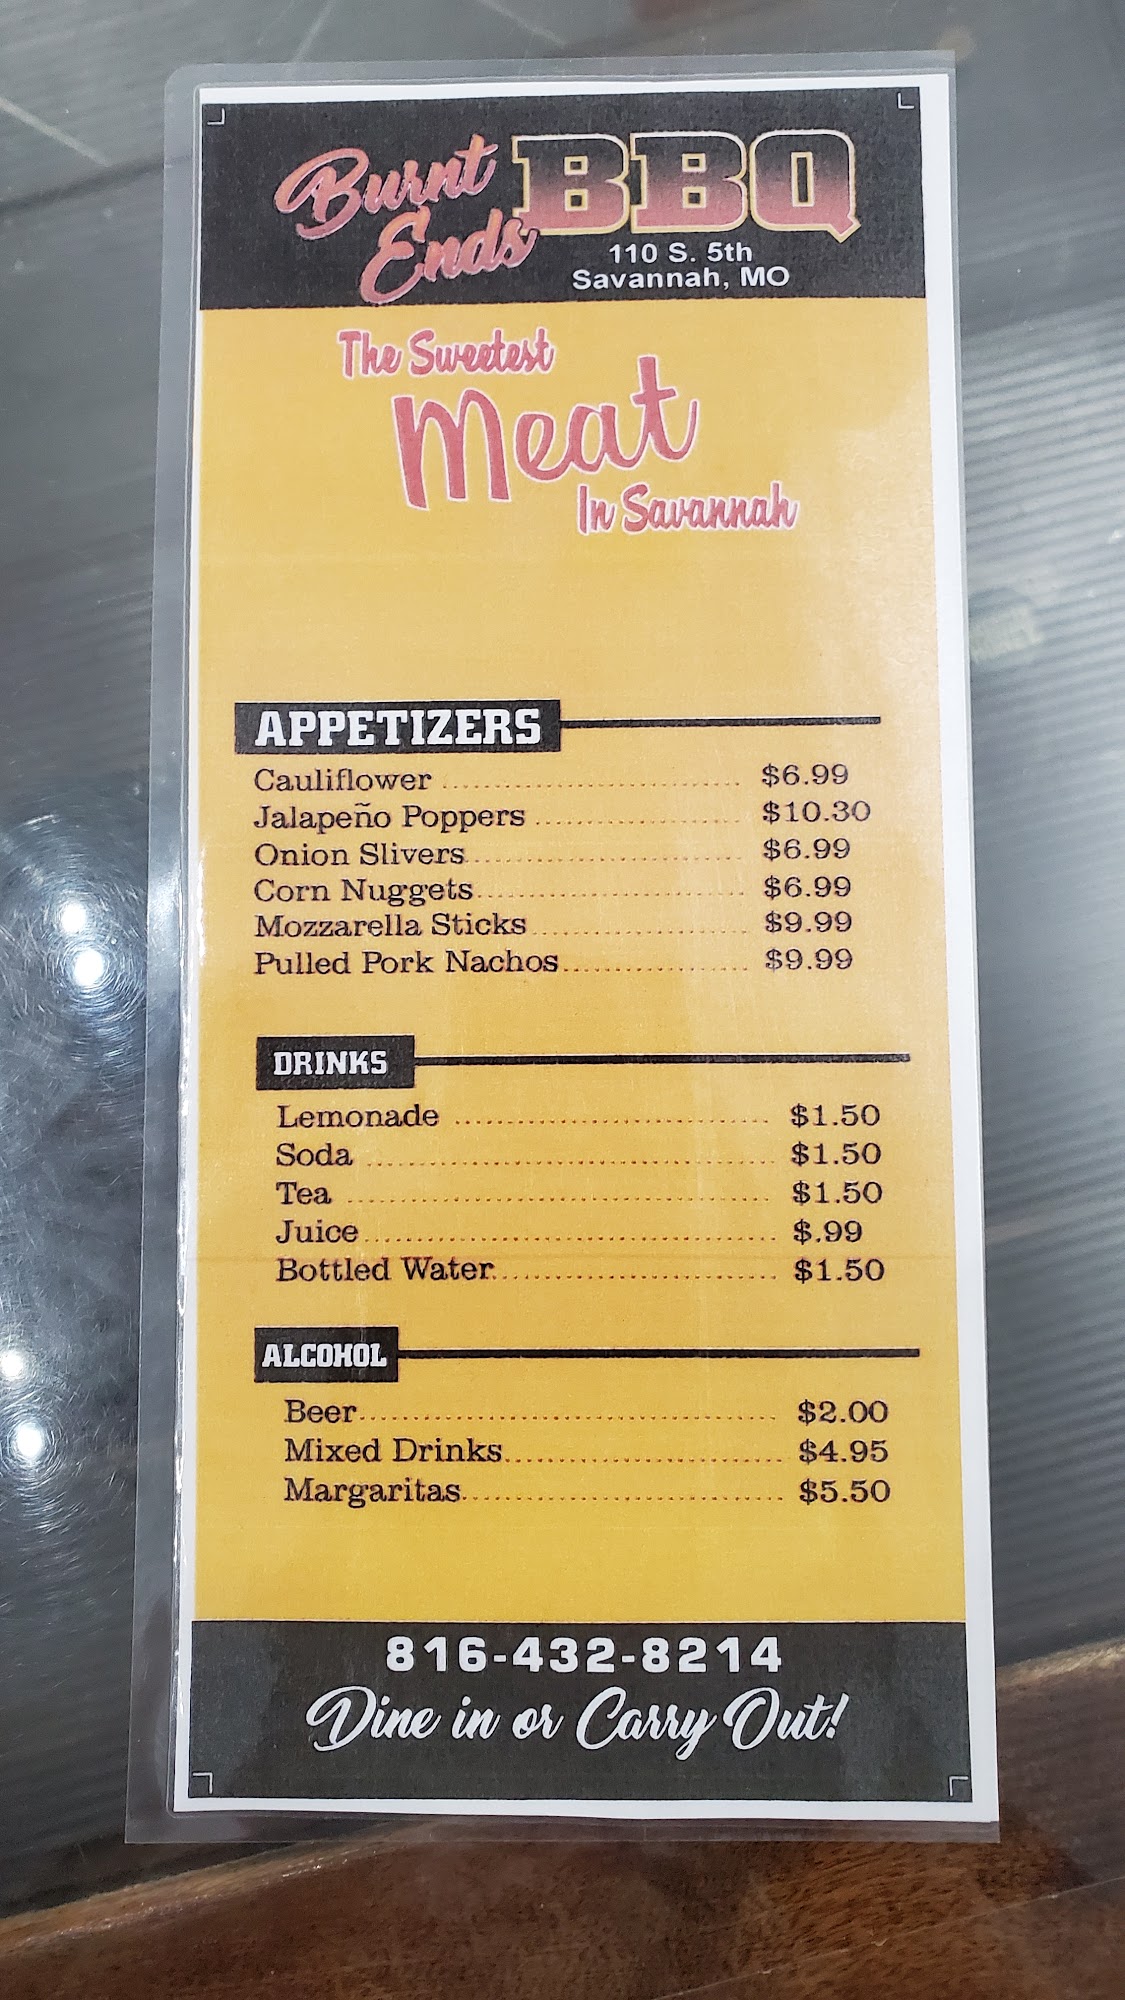 Burnt Ends BBQ
110 S. 5th
Savannah, MO
The Sweetest
Meat
In Savannah
APPETIZERS
Cauliflower ................................ $6.99
Jalapeño Poppers ...................... $10.30
Onion Slivers.............................. $6.99
Corn Nuggets............................. $6.99
Mozzarella Sticks....................... $9.99
Pulled Pork Nachos.................... $9.99
DRINKS
Lemonade .................................. $1.50
Soda ............................................ $1.50
Tea .............................................. $1.50
Juice............................................ $.99
Bottled Water............................... $1.50
ALCOHOL
Beer............................................. $2.00
Mixed Drinks.............................. $4.95
Margaritas.................................. $5.50
816-432-8214
Dine in or Carry Out!